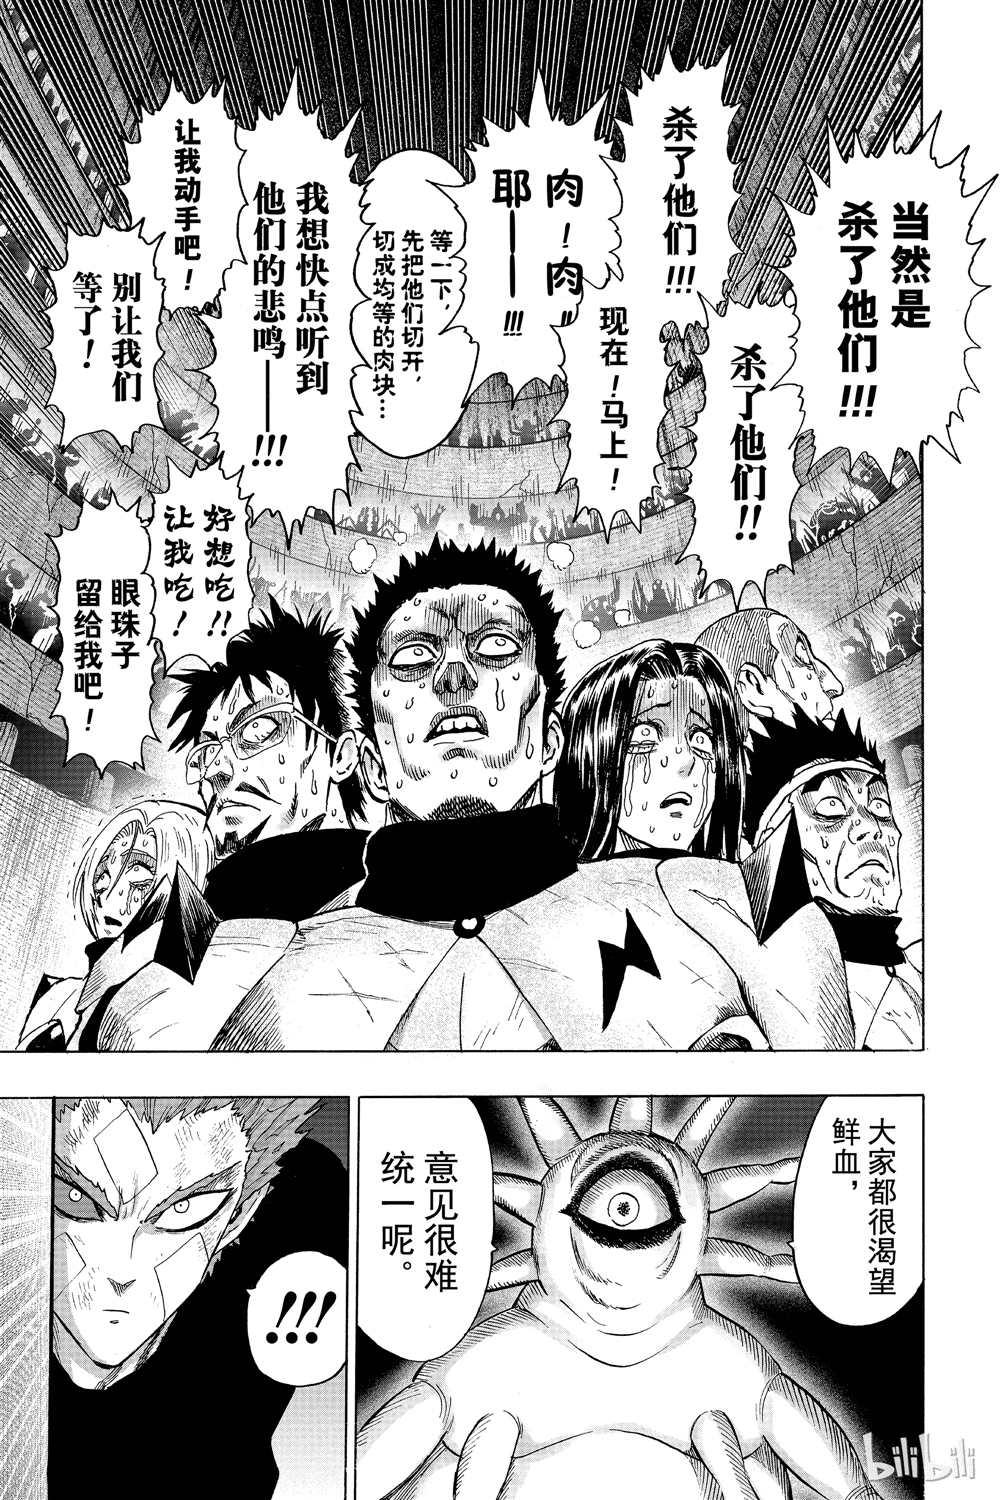 当然是
杀了他们!!!
杀了他们!!!
杀了他们!!
肉!肉"
耶——!!!
现在!马上!
等一下,
先把他们切开,
切成均等的肉块…
我想快点听到
他们的悲鸣——!!!
让我动手吧!
别让我们
等了!
好想吃!!
让我吃!
眼珠子
留给我吧!
大家都很渴望
鲜血,
意见很难
统一呢。
!!!
bilibili